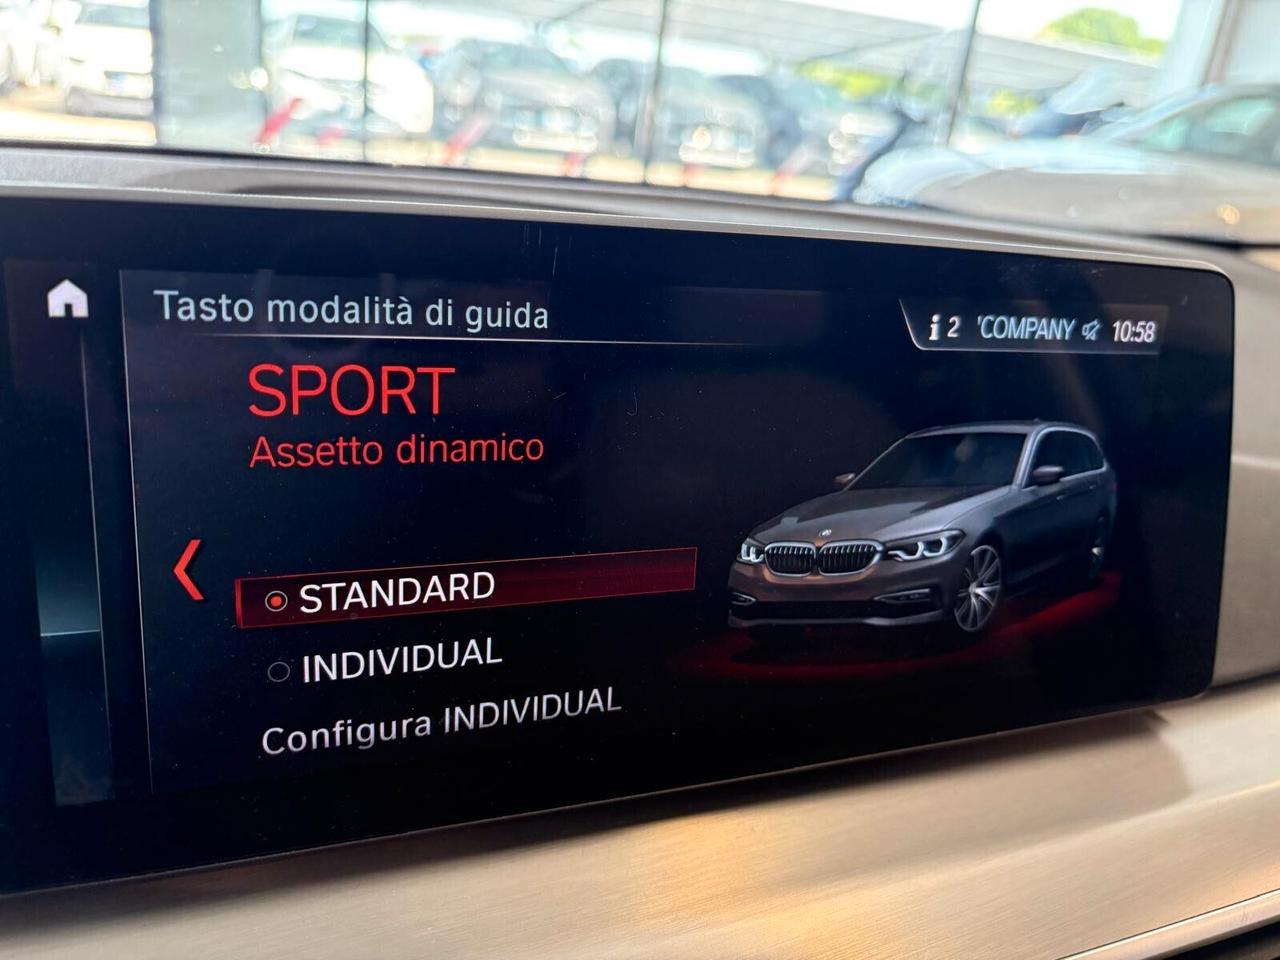 Tasto modalità di guida
2 'COMPANY 10:58
SPORT
Assetto dinamico
STANDARD
INDIVIDUAL
Configura INDIVIDUAL